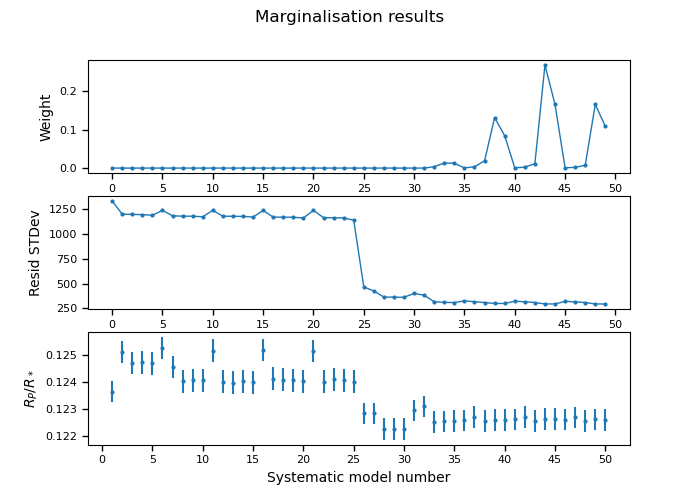 Marginalisation results
Weight
0.2
0.1
0.0
0 5 10 15 20 25 30 35 40 45 50
Resid STDev
1250
1000
750
500
250
0 5 10 15 20 25 30 35 40 45 50
R_P/R_*
0.125
0.124
0.123
0.122
0 5 10 15 20 25 30 35 40 45 50
Systematic model number